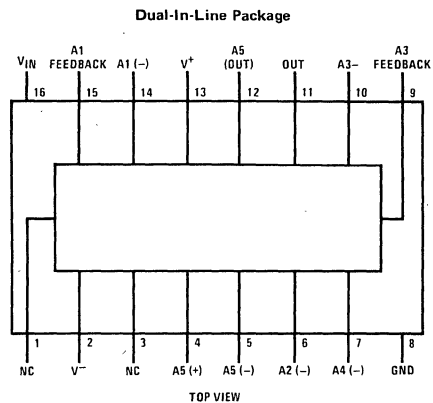 Dual-In-Line Package
A1 A5 A3
VIN FEEDBACK A1 (–) V+ (OUT) OUT A3– FEEDBACK
16 15 14 13 12 11 10 9
1 2 3 4 5 6 7 8
NC V– NC A5 (+) A5 (–) A2 (–) A4 (–) GND
TOP VIEW